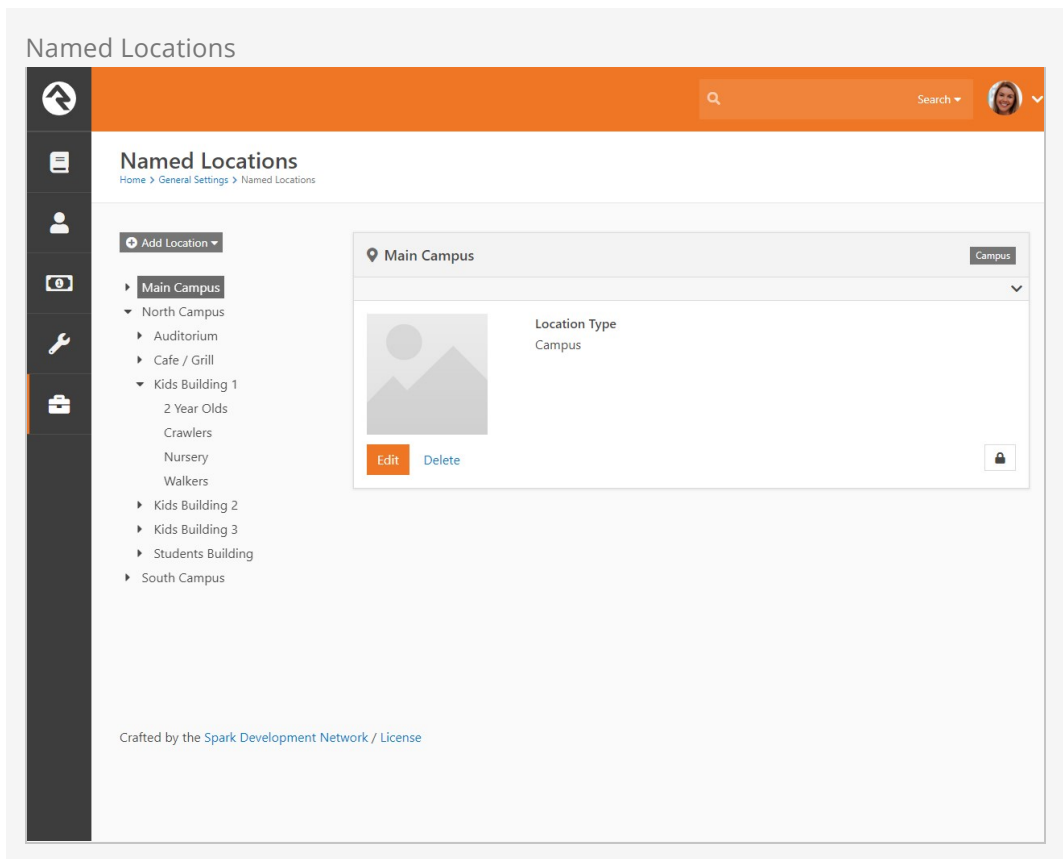 Named Locations
Search
Named Locations
Home > General Settings > Named Locations
Add Location
Main Campus
North Campus
Auditorium
Cafe / Grill
Kids Building 1
2 Year Olds
Crawlers
Nursery
Walkers
Kids Building 2
Kids Building 3
Students Building
South Campus
Main Campus
Campus
Location Type
Campus
Edit
Delete
Crafted by the Spark Development Network / License